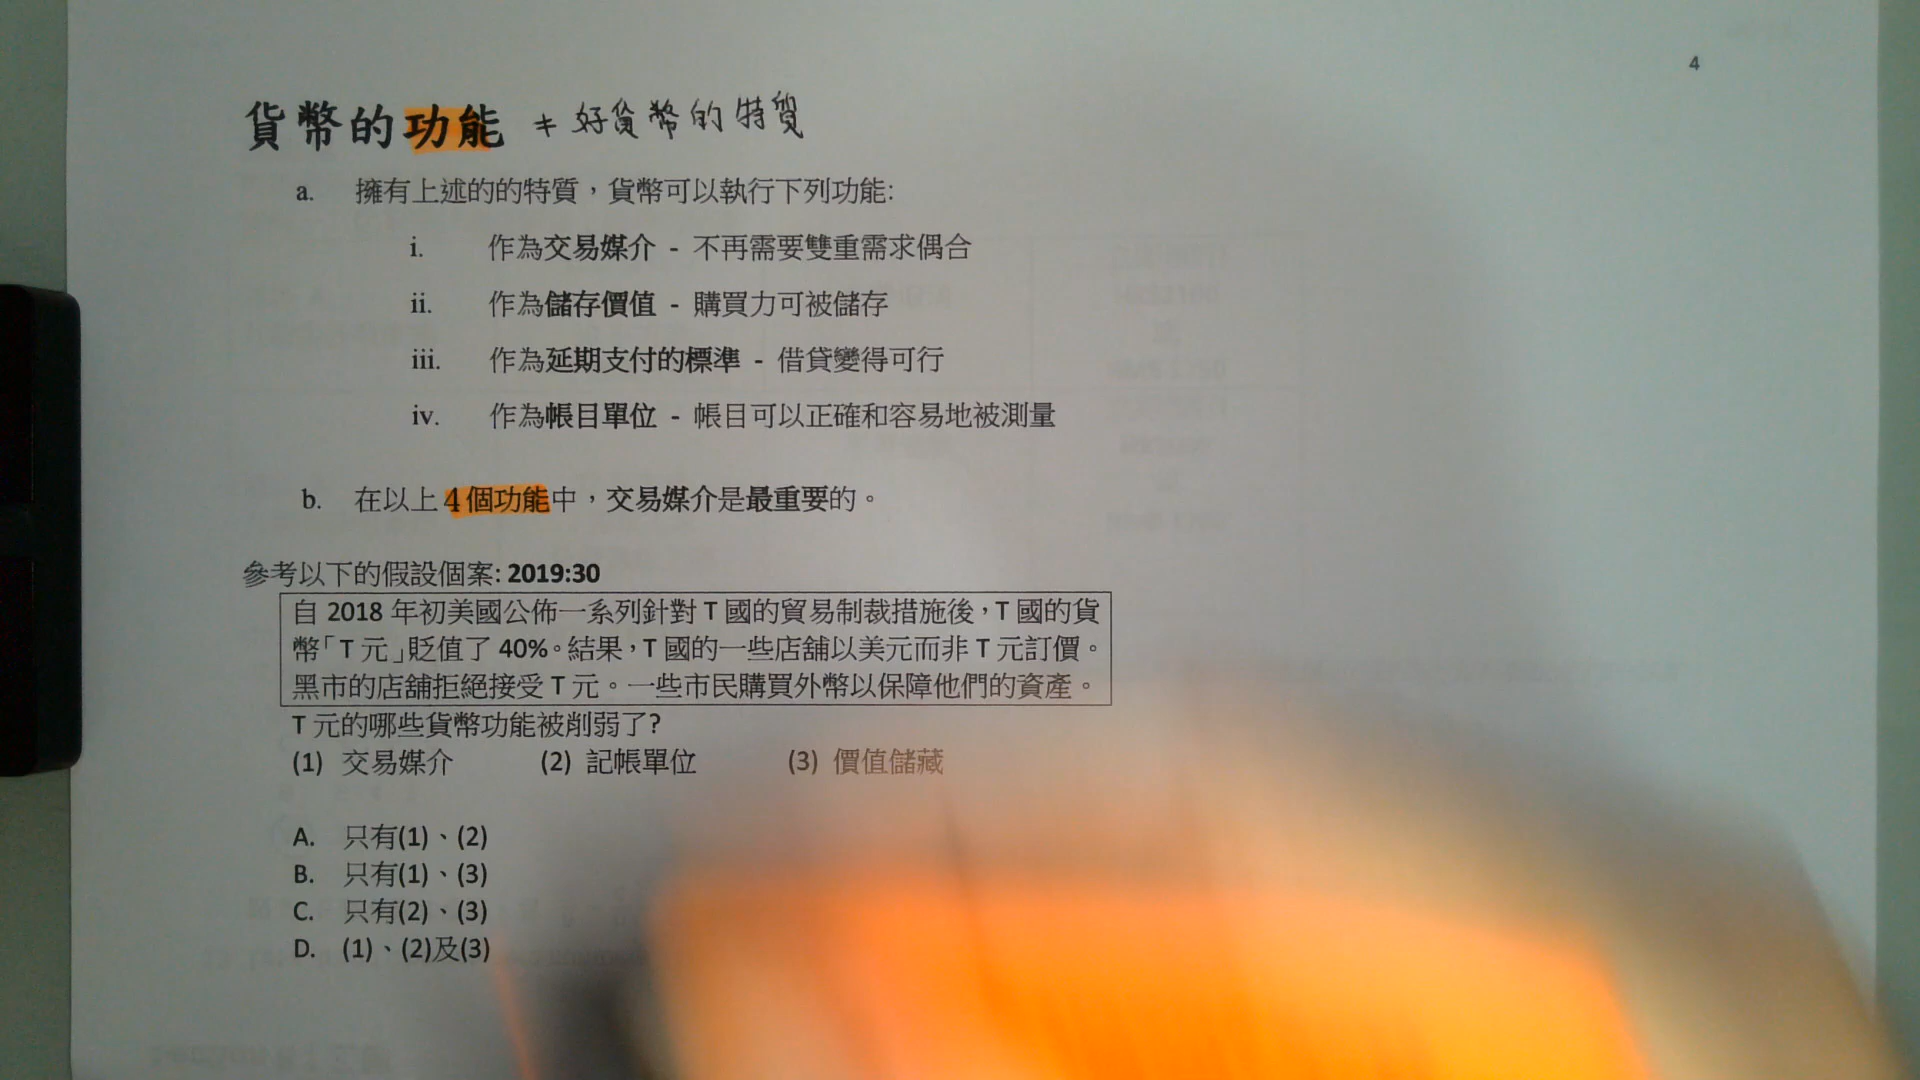 4
貨幣的功能 ≠ 好貨幣的特質
a. 擁有上述的的特質，貨幣可以執行下列功能:
i. 作為交易媒介 - 不再需要雙重需求偶合
ii. 作為儲存價值 - 購買力可被儲存
iii. 作為延期支付的標準 - 借貸變得可行
iv. 作為帳目單位 - 帳目可以正確和容易地被測量
b. 在以上 4 個功能中，交易媒介是最重要的。
參考以下的假設個案: 2019:30
自 2018 年初美國公佈一系列針對 T 國的貿易制裁措施後，T 國的貨
幣「T 元」貶值了 40%。結果，T 國的一些店舖以美元而非 T 元訂價。
黑市的店舖拒絕接受 T 元。一些市民購買外幣以保障他們的資產。
T 元的哪些貨幣功能被削弱了?
(1) 交易媒介 (2) 記帳單位 (3) 價值儲藏
A. 只有(1)、(2)
B. 只有(1)、(3)
C. 只有(2)、(3)
D. (1)、(2)及(3)